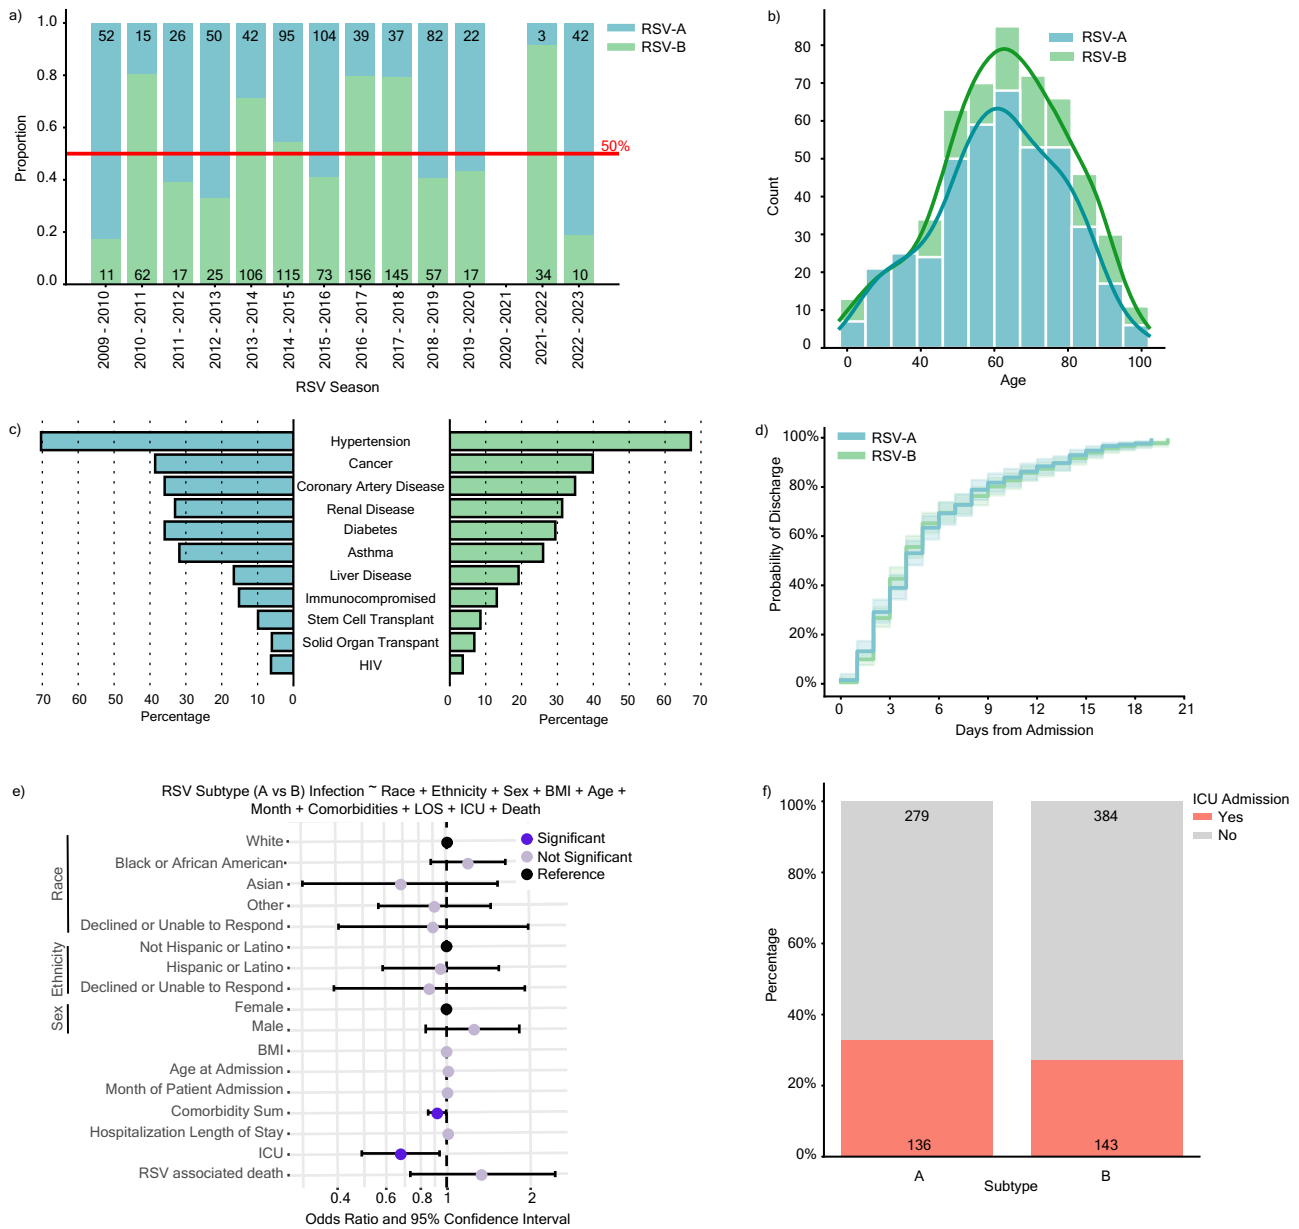 a)
1.0
0.8
0.6
0.4
0.2
0.0
Proportion
52 15 26 50 42 95 104 39 37 82 22 3 42
11 62 17 25 106 115 73 156 145 57 17 34 10
50%
RSV-A
RSV-B
2009 - 2010
2010 - 2011
2011 - 2012
2012 - 2013
2013 - 2014
2014 - 2015
2015 - 2016
2016 - 2017
2017 - 2018
2018 - 2019
2019 - 2020
2020 - 2021
2021- 2022
2022 - 2023
RSV Season
b)
80
70
60
50
40
30
20
10
0
Count
RSV-A
RSV-B
0 40 60 80 100
Age
c)
Hypertension
Cancer
Coronary Artery Disease
Renal Disease
Diabetes
Asthma
Liver Disease
Immunocompromised
Stem Cell Transplant
Solid Organ Transpant
HIV
70 60 50 40 30 20 10 0
Percentage
0 10 20 30 40 50 60 70
Percentage
d)
100%
80%
60%
40%
20%
0%
Probability of Discharge
RSV-A
RSV-B
0 3 6 9 12 15 18 21
Days from Admission
e)
RSV Subtype (A vs B) Infection ~ Race + Ethnicity + Sex + BMI + Age +
Month + Comorbidities + LOS + ICU + Death
Race
Ethnicity
Sex
White
Black or African American
Asian
Other
Declined or Unable to Respond
Not Hispanic or Latino
Hispanic or Latino
Declined or Unable to Respond
Female
Male
BMI
Age at Admission
Month of Patient Admission
Comorbidity Sum
Hospitalization Length of Stay
ICU
RSV associated death
Significant
Not Significant
Reference
0.4 0.6 0.8 1 2
Odds Ratio and 95% Confidence Interval
f)
100%
80%
60%
40%
20%
0%
Percentage
279 384
136 143
A B
Subtype
ICU Admission
Yes
No